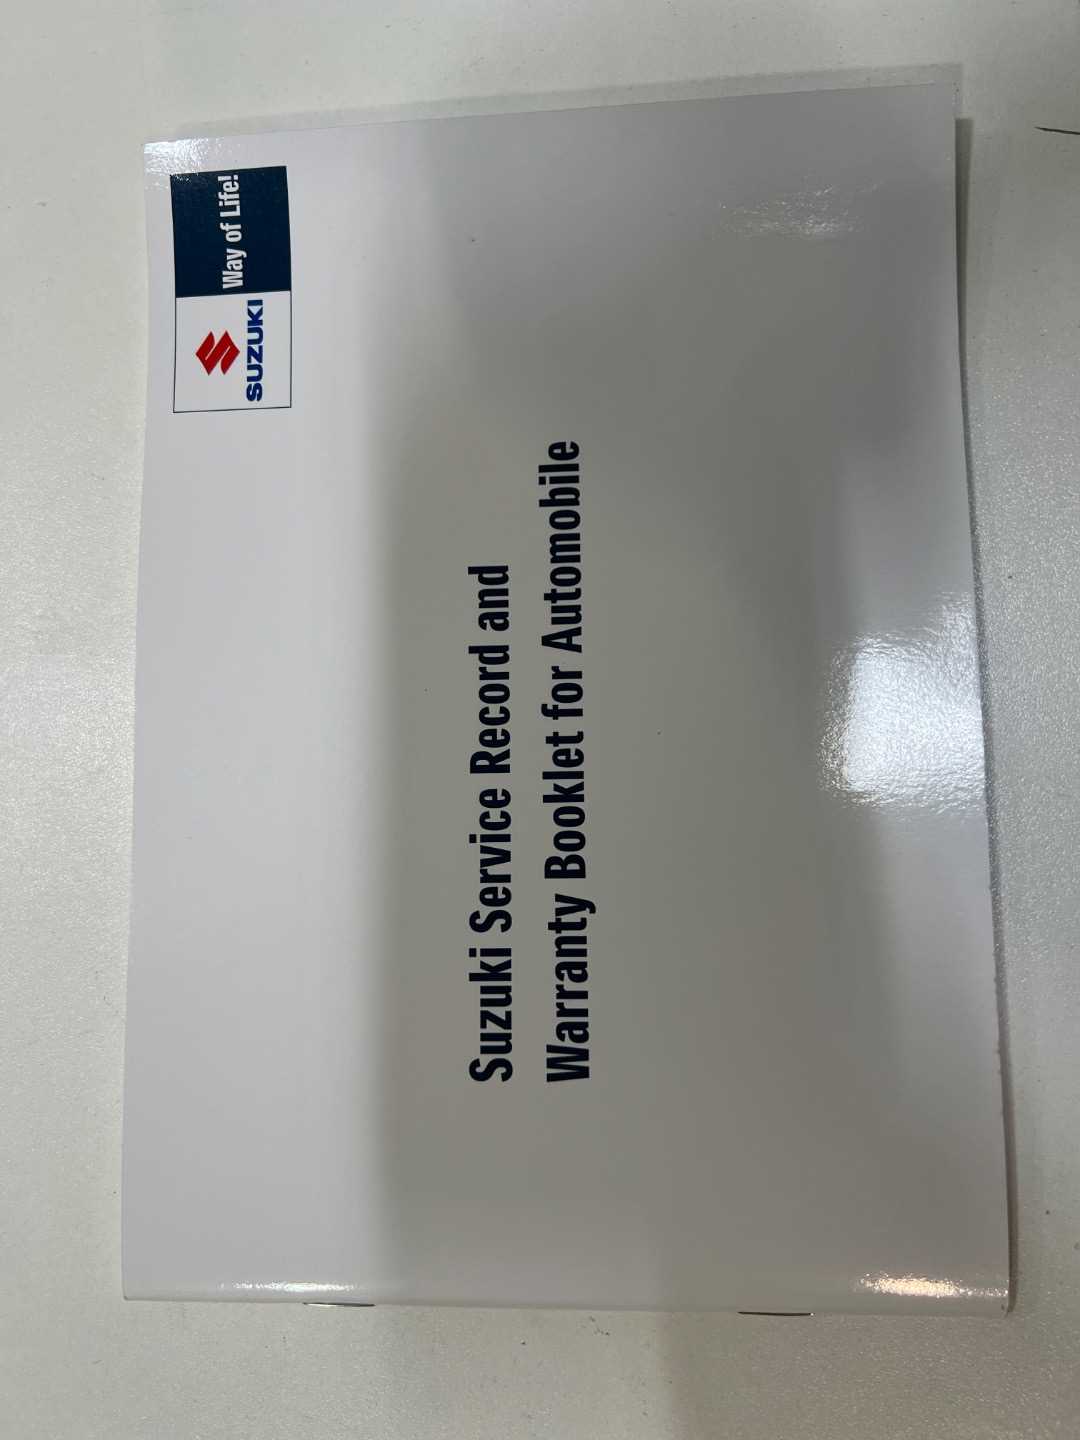 SUZUKI
Way of Life!
Suzuki Service Record and
Warranty Booklet for Automobile